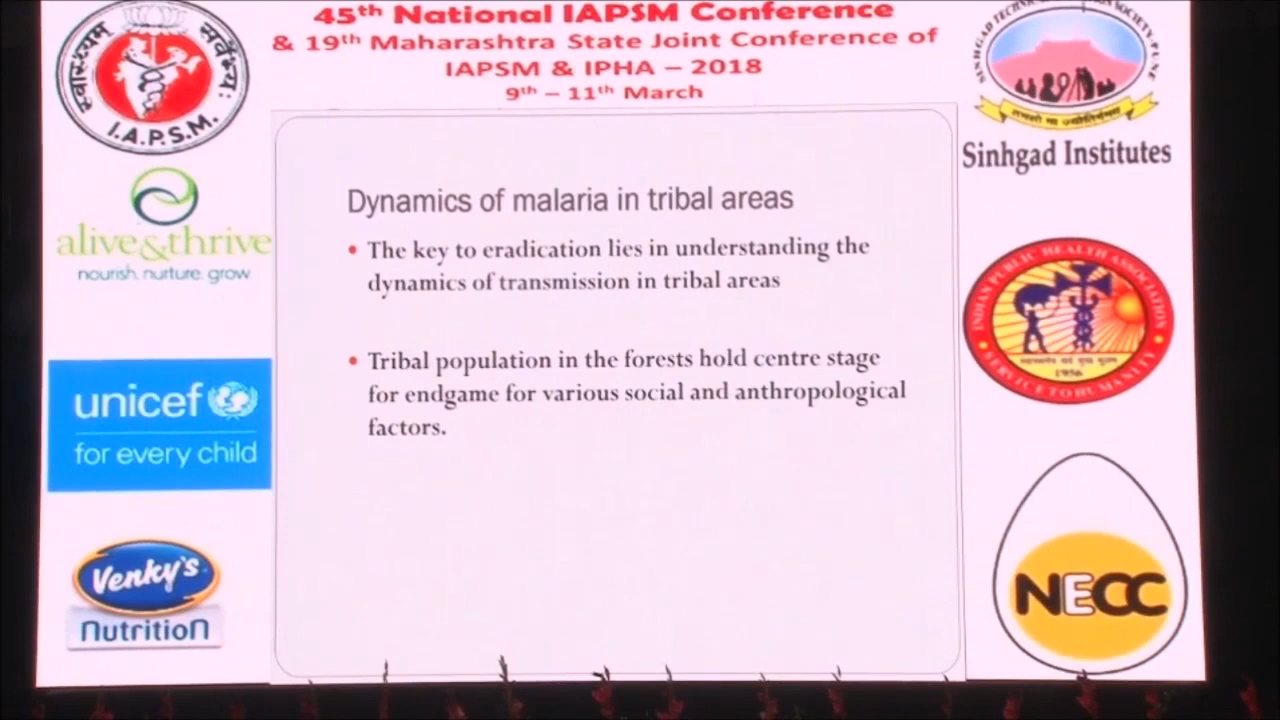 45th National IAPSM Conference
& 19th Maharashtra State Joint Conference of
IAPSM & IPHA – 2018
9th – 11th March
I.A.P.S.M.
alive&thrive
nourish. nurture. grow
unicef
for every child
Venky's
Nutrition
Dynamics of malaria in tribal areas
• The key to eradication lies in understanding the
dynamics of transmission in tribal areas
• Tribal population in the forests hold centre stage
for endgame for various social and anthropological
factors.
Sinhgad Institutes
INDIAN PUBLIC HEALTH ASSOCIATION
1956
SERVICE TO HUMANITY
NECC